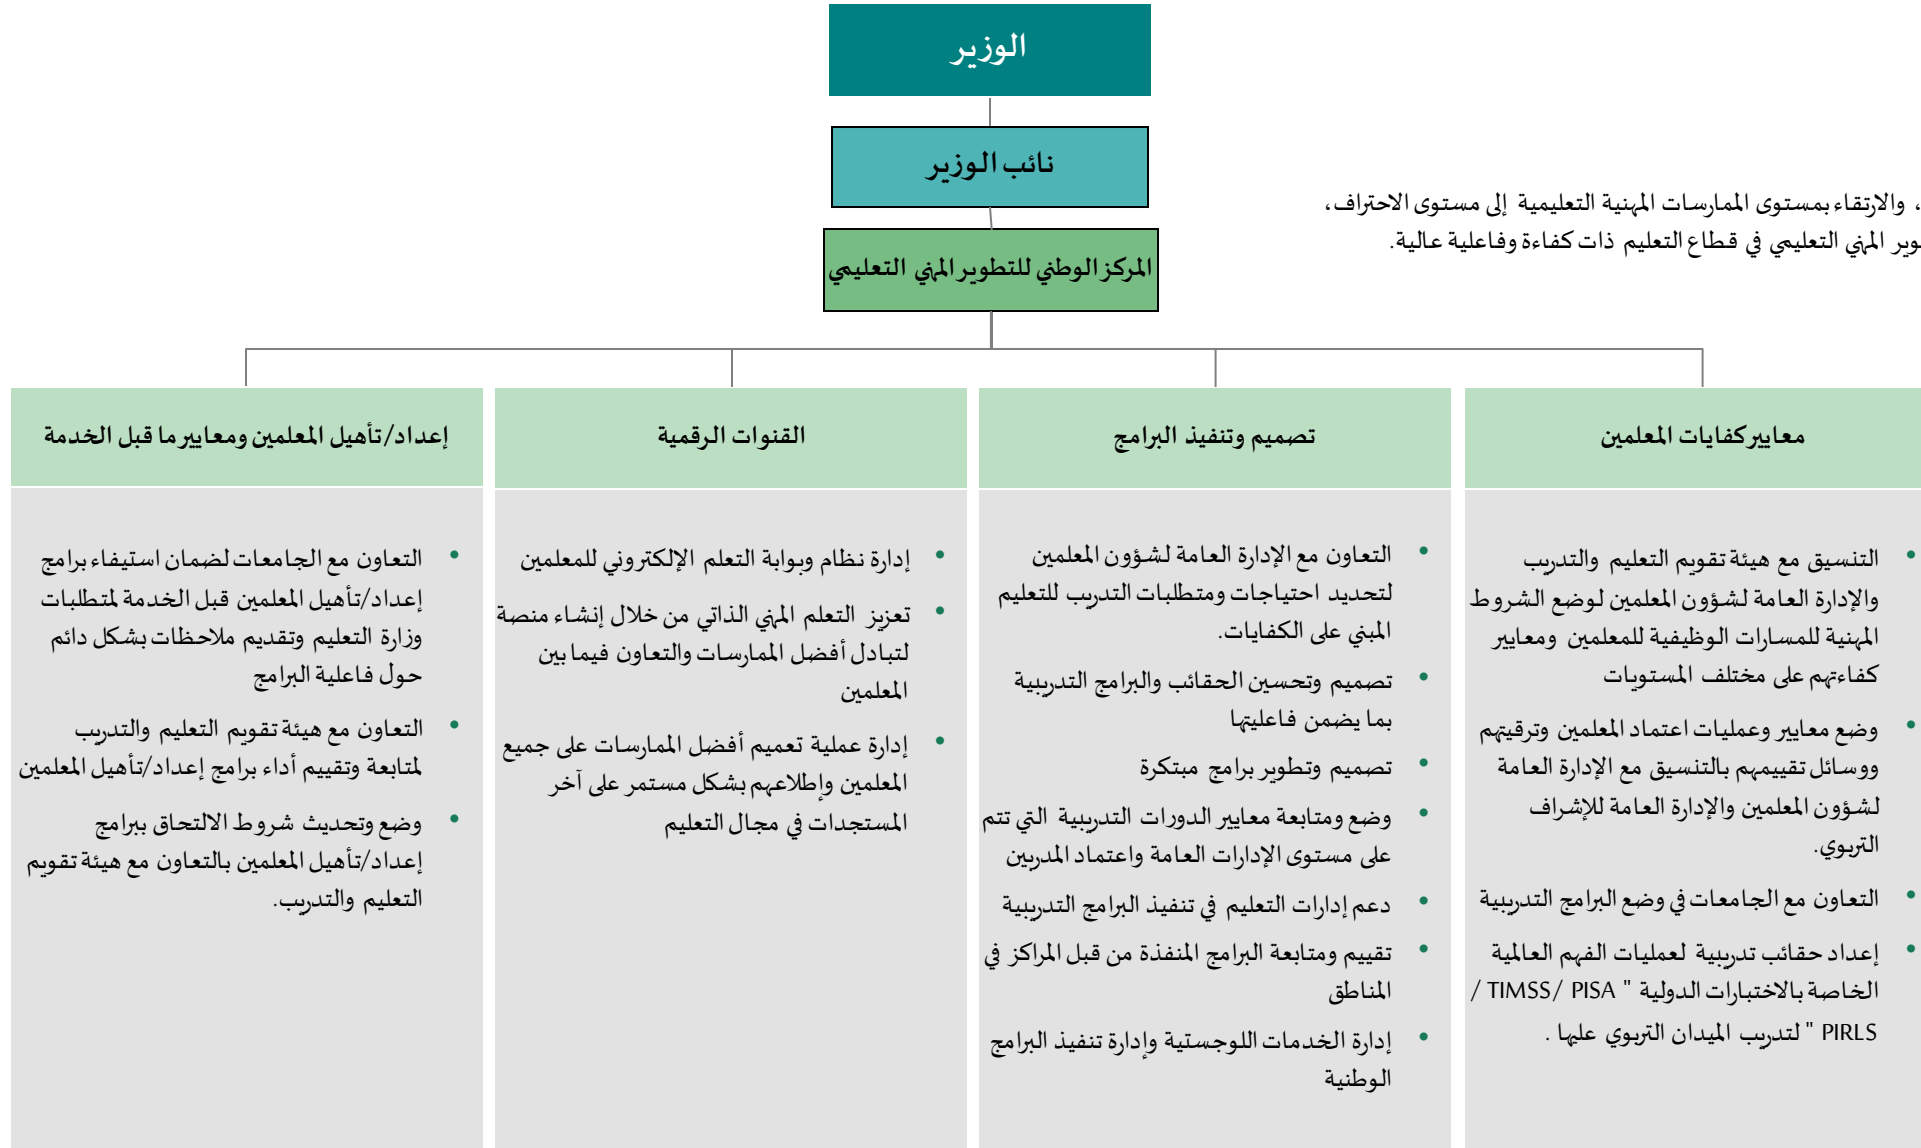 الوزير
نائب الوزير
، والارتقاء بمستوى الممارسات المهنية التعليمية إلى مستوى الاحتراف،
وير المهني التعليمي في قطاع التعليم ذات كفاءة وفاعلية عالية.
المركز الوطني للتطوير المهني التعليمي
معايير كفايات المعلمين
• التنسيق مع هيئة تقويم التعليم والتدريب
والإدارة العامة لشؤون المعلمين لوضع الشروط
المهنية للمسارات الوظيفية للمعلمين ومعايير
كفاءتهم على مختلف المستويات
• وضع معايير وعمليات اعتماد المعلمين وترقيتهم
ووسائل تقييمهم بالتنسيق مع الإدارة العامة
لشؤون المعلمين والإدارة العامة للإشراف
التربوي.
• التعاون مع الجامعات في وضع البرامج التدريبية
• إعداد حقائب تدريبية لعمليات الفهم العالمية
الخاصة بالاختبارات الدولية " TIMSS/ PISA /
PIRLS " لتدريب الميدان التربوي عليها .
تصميم وتنفيذ البرامج
• التعاون مع الإدارة العامة لشؤون المعلمين
لتحديد احتياجات ومتطلبات التدريب للتعليم
المبني على الكفايات.
• تصميم وتحسين الحقائب والبرامج التدريبية
بما يضمن فاعليتها
• تصميم وتطوير برامج مبتكرة
• وضع ومتابعة معايير الدورات التدريبية التي تتم
على مستوى الإدارات العامة واعتماد المدربين
• دعم إدارات التعليم في تنفيذ البرامج التدريبية
• تقييم ومتابعة البرامج المنفذة من قبل المراكز في
المناطق
• إدارة الخدمات اللوجستية وإدارة تنفيذ البرامج
الوطنية
القنوات الرقمية
• إدارة نظام وبوابة التعلم الإلكتروني للمعلمين
• تعزيز التعلم المهني الذاتي من خلال إنشاء منصة
لتبادل أفضل الممارسات والتعاون فيما بين
المعلمين
• إدارة عملية تعميم أفضل الممارسات على جميع
المعلمين وإطلاعهم بشكل مستمر على آخر
المستجدات في مجال التعليم
إعداد/تأهيل المعلمين ومعايير ما قبل الخدمة
• التعاون مع الجامعات لضمان استيفاء برامج
إعداد/تأهيل المعلمين قبل الخدمة لمتطلبات
وزارة التعليم وتقديم ملاحظات بشكل دائم
حول فاعلية البرامج
• التعاون مع هيئة تقويم التعليم والتدريب
لمتابعة وتقييم أداء برامج إعداد/تأهيل المعلمين
• وضع وتحديث شروط الالتحاق ببرامج
إعداد/تأهيل المعلمين بالتعاون مع هيئة تقويم
التعليم والتدريب.